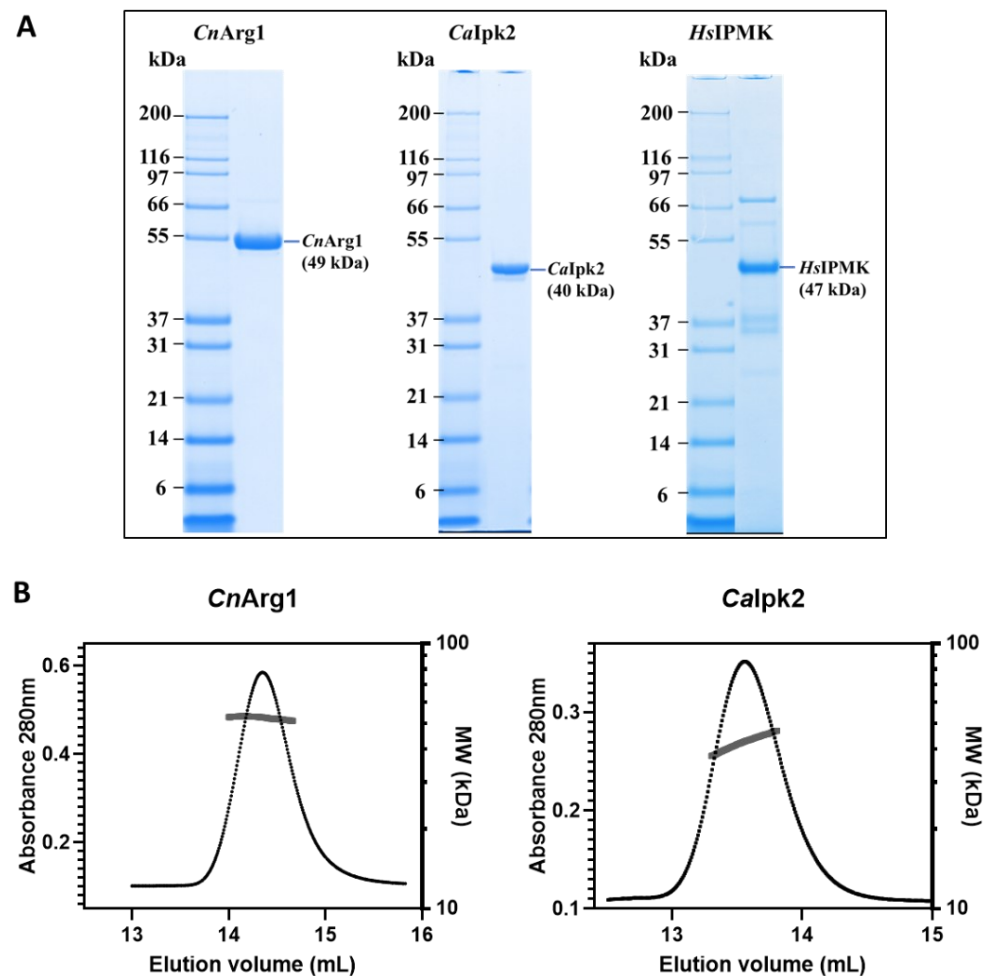 A
CnArg1
CaIpk2
HsIPMK
kDa
200
116
97
66
55
37
31
21
14
6
CnArg1
(49 kDa)
kDa
200
116
97
66
55
37
31
21
14
6
CaIpk2
(40 kDa)
kDa
200
116
97
66
55
37
31
21
14
6
HsIPMK
(47 kDa)
B
CnArg1
Absorbance 280nm
0.6
0.4
0.2
100
10
MW (kDa)
13 14 15 16
Elution volume (mL)
CaIpk2
Absorbance 280nm
0.3
0.2
0.1
100
10
MW (kDa)
13 14 15
Elution volume (mL)